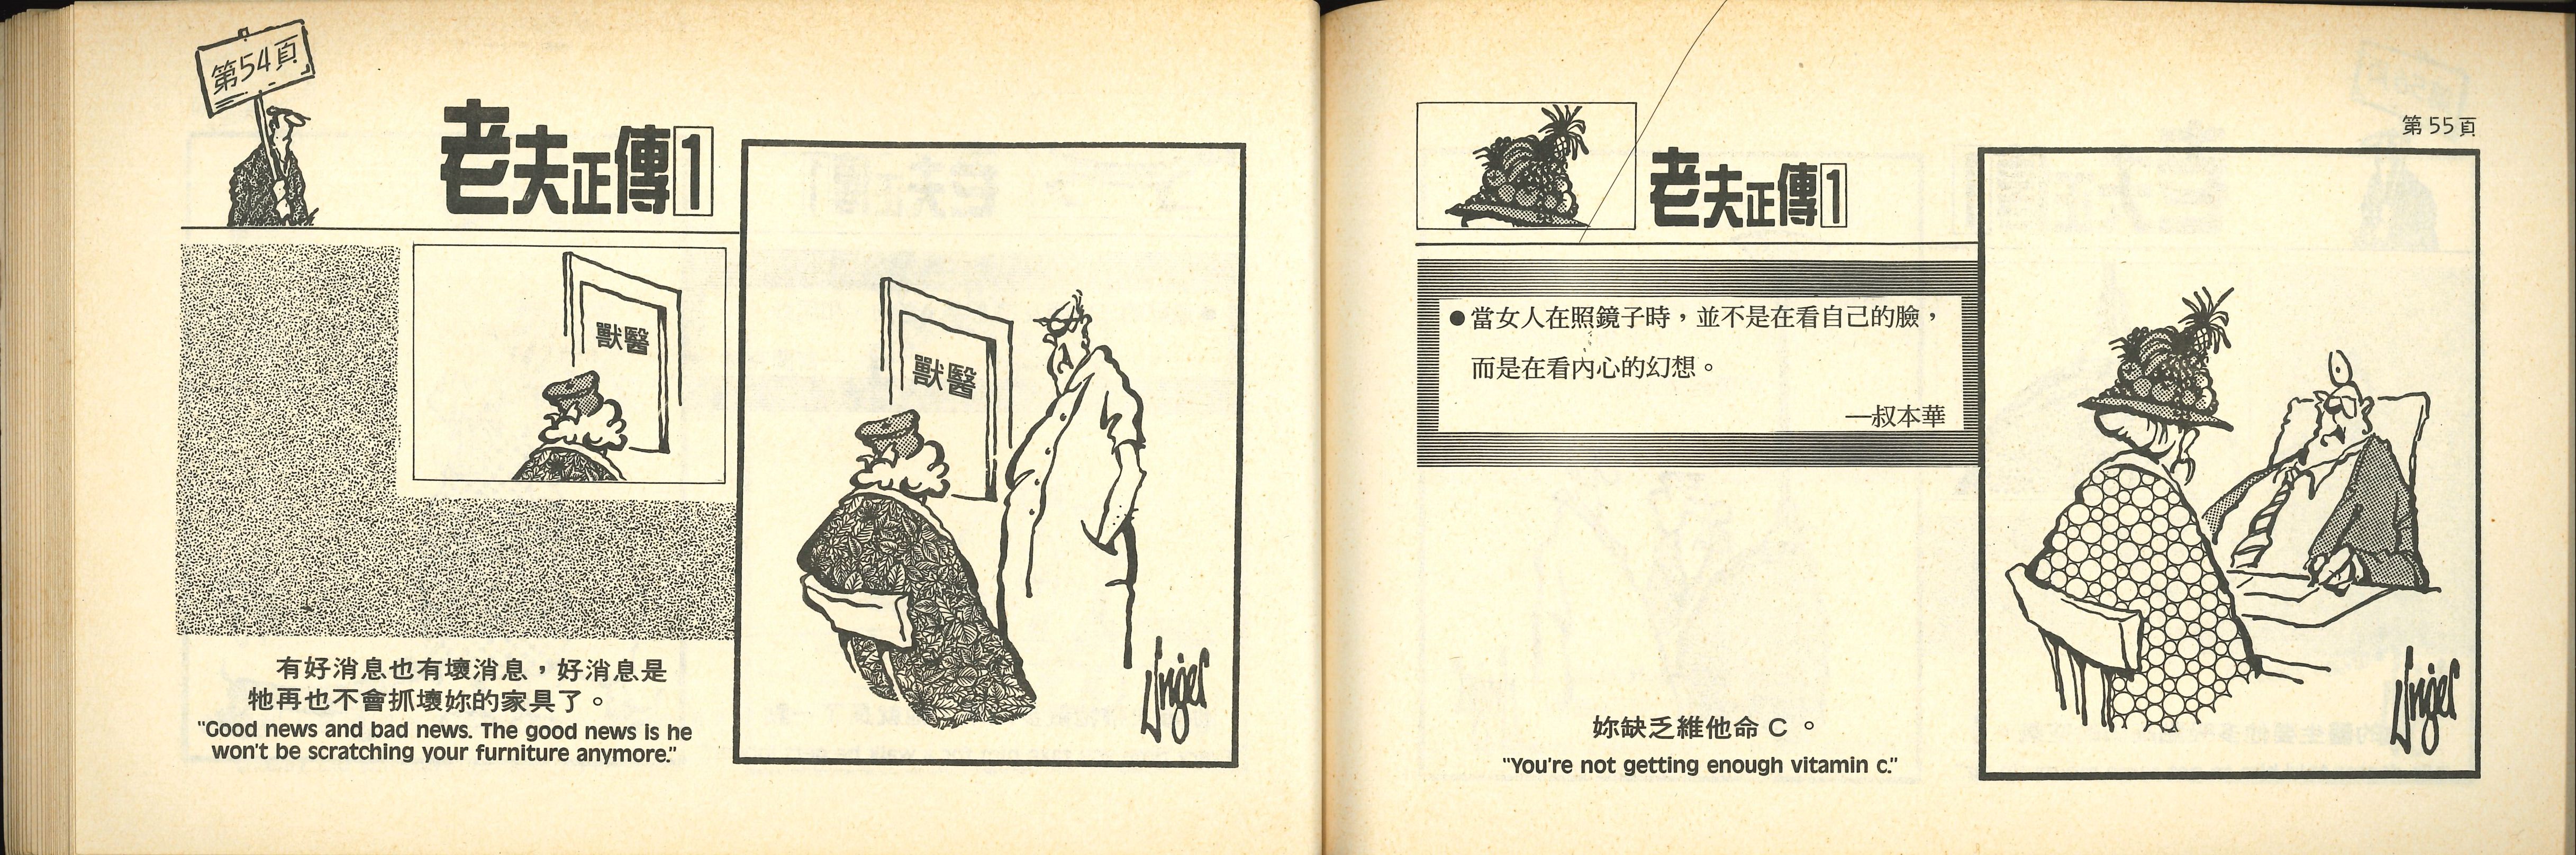 第54頁
老夫正傳1
獸醫
獸醫
有好消息也有壞消息，好消息是
牠再也不會抓壞妳的家具了。
"Good news and bad news. The good news is he
won't be scratching your furniture anymore."
Unger
第55頁
老夫正傳1
●當女人在照鏡子時，並不是在看自己的臉，
而是在看內心的幻想。
—叔本華
妳缺乏維他命C。
"You're not getting enough vitamin c."
Unger